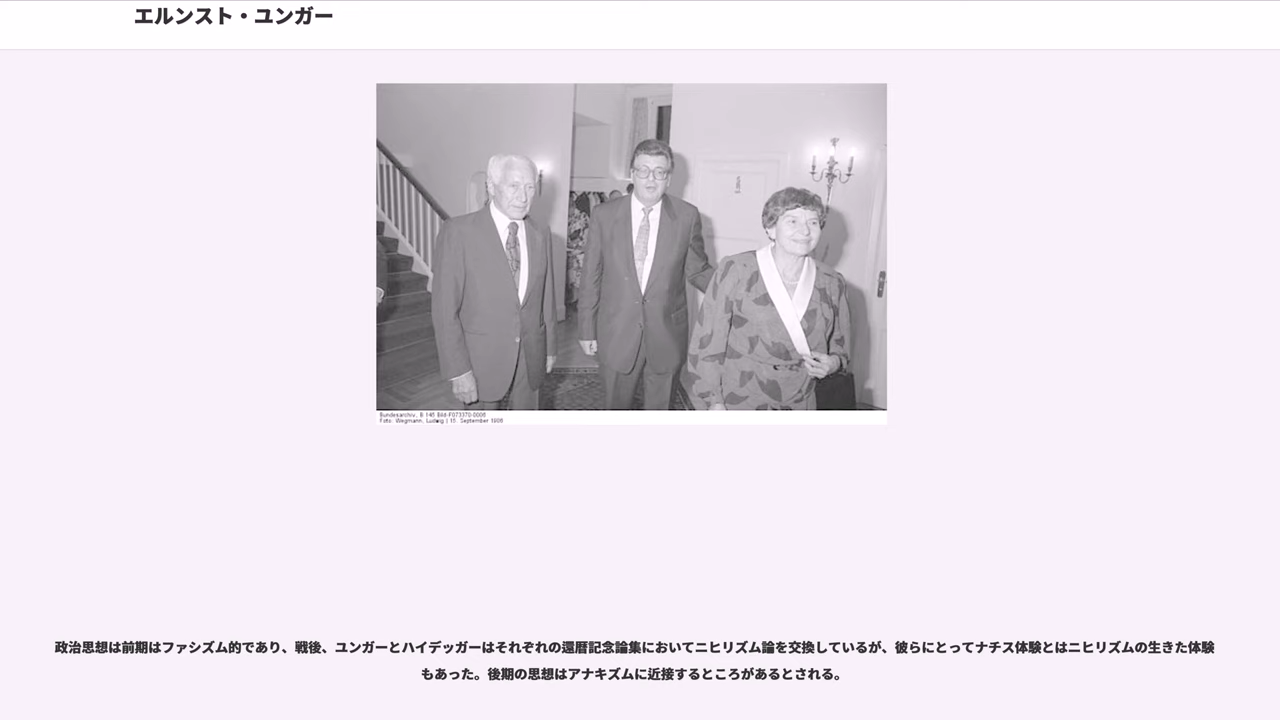 エルンスト・ユンガー
Bundesarchiv, B 145 Bild-F073370-0006
Foto: Wegmann, Ludwig | 10. September 1986
政治思想は前期はファシズム的であり、戦後、ユンガーとハイデッガーはそれぞれの還暦記念論集においてニヒリズム論を交換しているが、彼らにとってナチス体験とはニヒリズムの生きた体験
もあった。後期の思想はアナキズムに近接するところがあるとされる。